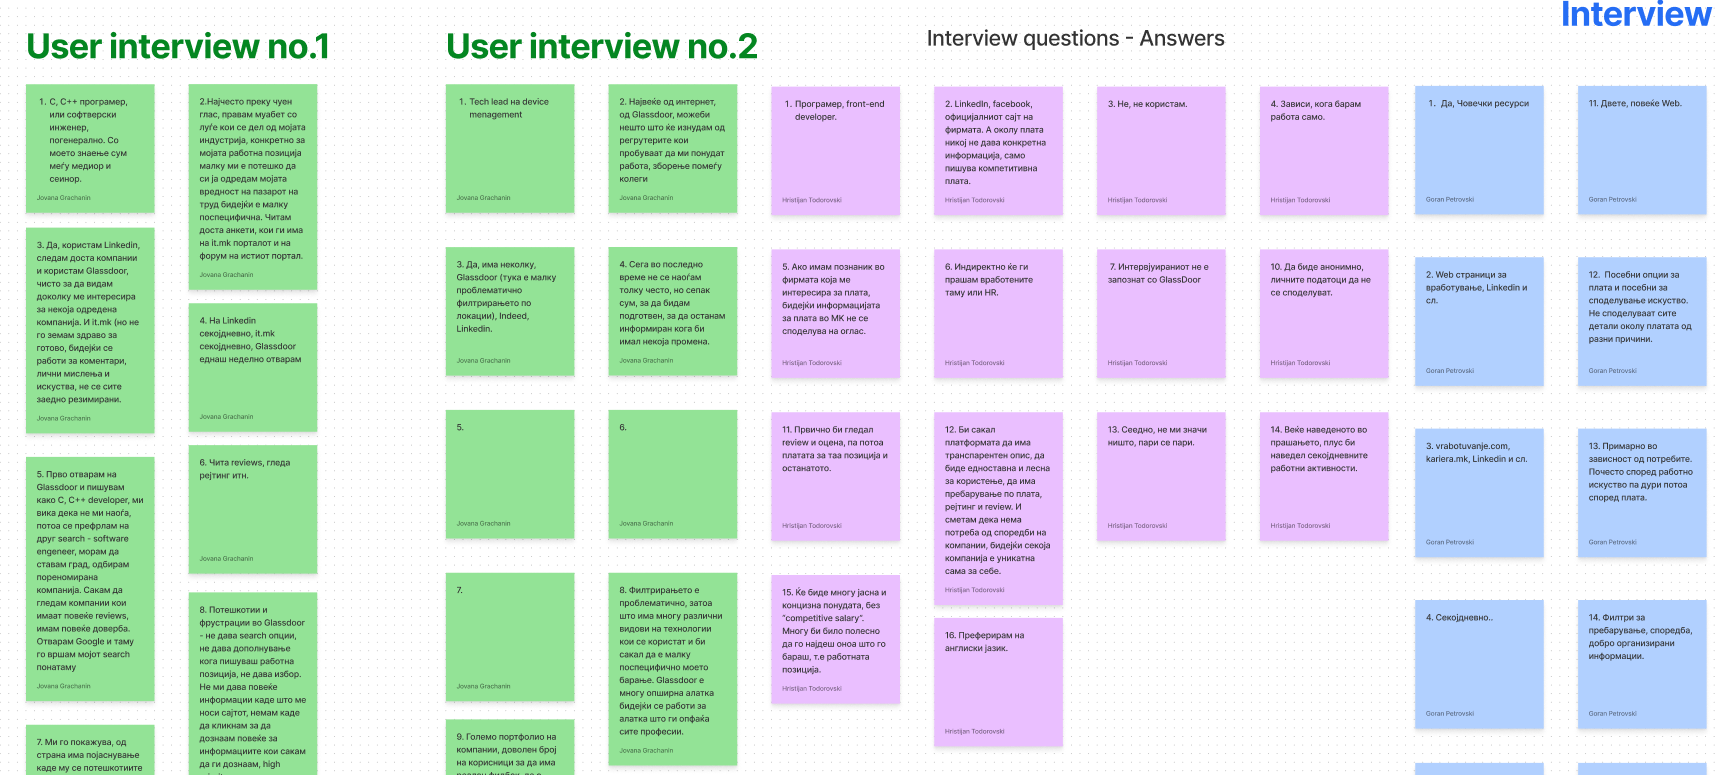 User interview no.1
1. C, C++ програмер,
или софтверски
инженер,
погенерално. Со
моето знаење сум
меѓу медиор и
сеинор.
Jovana Grachanin
2.Најчесто преку чуен
глас, правам муабет со
луѓе кои се дел од мојата
индустрија, конкретно за
мојата работна позиција
малку ми е потешко да
си ја одредам мојата
вредност на пазарот на
труд бидејќи е малку
поспецифична. Читам
доста анкети, кои ги има
на it.mk порталот и на
форум на истиот портал.
Jovana Grachanin
3. Да, користам Linkedin,
следам доста компании
и користам Glassdoor,
чисто за да видам
доколку ме интересира
за некоја одредена
компанија. И it.mk (но не
го земам здраво за
готово, бидејќи се
работи за коментари,
лични мислења и
искуства, не се сите
заедно резимирани.
Jovana Grachanin
4. На Linkedin
секојдневно, it.mk
секојдневно, Glassdoor
еднаш неделно отварам
Jovana Grachanin
5. Прво отварам на
Glassdoor и пишувам
како C, C++ developer, ми
вика дека не ми наоѓа,
потоа се префрлам на
друг search - software
engeneer, морам да
ставам град, одбирам
пореномирана
компанија. Сакам да
гледам компании кои
имаат повеќе reviews,
имам повеќе доверба.
Отварам Google и таму
го вршам мојот search
понатаму
Jovana Grachanin
6. Чита reviews, гледа
рејтинг итн.
Jovana Grachanin
7. Ми го покажува, од
страна има појаснување
каде му се потешкотиите
8. Потешкотии и
фрустрации во Glassdoor
- не дава search опции,
не дава дополнување
кога пишуваш работна
позиција, не дава избор.
Не ми дава повеќе
информации каде што ме
носи сајтот, немам каде
да кликнам за да
дознаам повеќе за
информациите кои сакам
да ги дознаам, high
User interview no.2
1. Tech lead на device
menagement
Jovana Grachanin
2. Највеќе од интернет,
од Glassdoor, можеби
нешто што ќе изнудам од
регрутерите кои
пробуваат да ми понудат
работа, зборење помеѓу
колеги
Jovana Grachanin
3. Да, има неколку,
Glassdoor (тука е малку
проблематично
филтрирањето по
локации), Indeed,
Linkedin.
Jovana Grachanin
4. Сега во последно
време не се наоѓам
толку често, но сепак
сум, за да бидам
подготвен, за да останам
информиран кога би
имал некоја промена.
Jovana Grachanin
5.
Jovana Grachanin
6.
Jovana Grachanin
7.
Jovana Grachanin
8. Филтрирањето е
проблематично, затоа
што има многу различни
видови на технологии
кои се користат и би
сакал да е малку
поспецифично моето
барање. Glassdoor е
многу опширна алатка
бидејќи се работи за
алатка што ги опфаќа
сите професии.
Jovana Grachanin
9. Големо портфолио на
компании, доволен број
на корисници за да има
Interview questions - Answers
1. Програмер, front-end
developer.
Hristijan Todorovski
2. LinkedIn, facebook,
официјалниот сајт на
фирмата. А околу плата
никој не дава конкретна
информација, само
пишува компетитивна
плата.
Hristijan Todorovski
3. Не, не користам.
Hristijan Todorovski
4. Зависи, кога барам
работа само.
Hristijan Todorovski
5. Ако имам познаник во
фирмата која ме
интересира за плата,
бидејќи информацијата
за плата во МК не се
споделува на оглас.
Hristijan Todorovski
6. Индиректно ќе ги
прашам вработените
таму или HR.
Hristijan Todorovski
7. Интервјуираниот не е
запознат со GlassDoor
Hristijan Todorovski
10. Да биде анонимно,
личните податоци да не
се споделуват.
Hristijan Todorovski
11. Првично би гледал
review и оцена, па потоа
платата за таа позиција и
останатото.
Hristijan Todorovski
12. Би сакал
платформата да има
транспарентен опис, да
биде едноставна и лесна
за користење, да има
пребарување по плата,
рејтинг и review. И
сметам дека нема
потреба од споредби на
компании, бидејќи секоја
компанија е уникатна
сама за себе.
Hristijan Todorovski
13. Сеедно, не ми значи
ништо, пари се пари.
Hristijan Todorovski
14. Веќе наведеното во
прашањето, плус би
наведел секојдневните
работни активности.
Hristijan Todorovski
15. Ќе биде многу јасна и
концизна понудата, без
"competitive salary".
Многу би било полесно
да го најдеш оноа што го
бараш, т.е работната
позиција.
Hristijan Todorovski
16. Преферирам на
англиски јазик.
Hristijan Todorovski
Interview
1. Да, Човечки ресурси
Goran Petrovski
11. Двете, повеќе Web.
Goran Petrovski
2. Web страници за
вработување, Linkedin и
сл.
Goran Petrovski
12. Посебни опции за
плата и посебни за
споделување искуство.
Не споделуваат сите
детали околу платата од
разни причини.
Goran Petrovski
3. vrabotuvanje.com,
kariera.mk, Linkedin и сл.
Goran Petrovski
13. Примарно во
зависност од потребите.
Почесто според работно
искуство па дури потоа
според плата.
Goran Petrovski
4. Секојдневно..
Goran Petrovski
14. Филтри за
пребарување, споредба,
добро организирани
информации.
Goran Petrovski